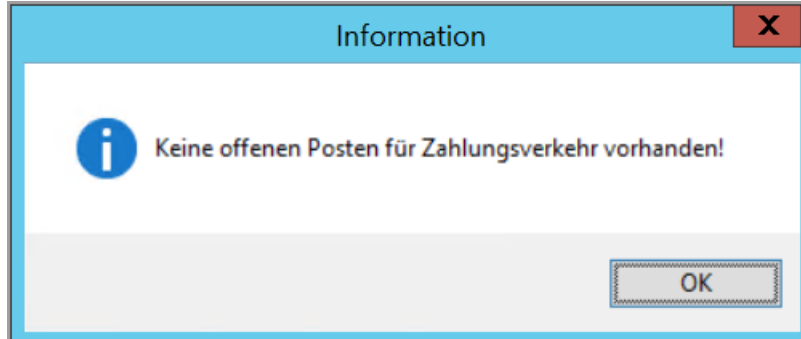 Information
X
Keine offenen Posten für Zahlungsverkehr vorhanden!
OK